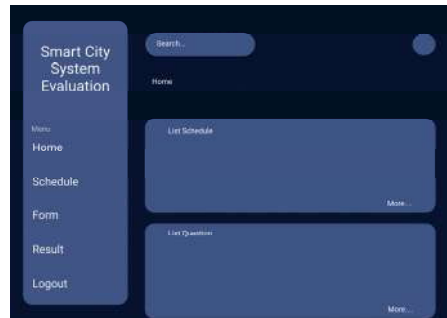 Smart City
System
Evaluation
Menu
Home
Schedule
Form
Result
Logout
Search...
Home
List Schedule
More...
List Question
More...